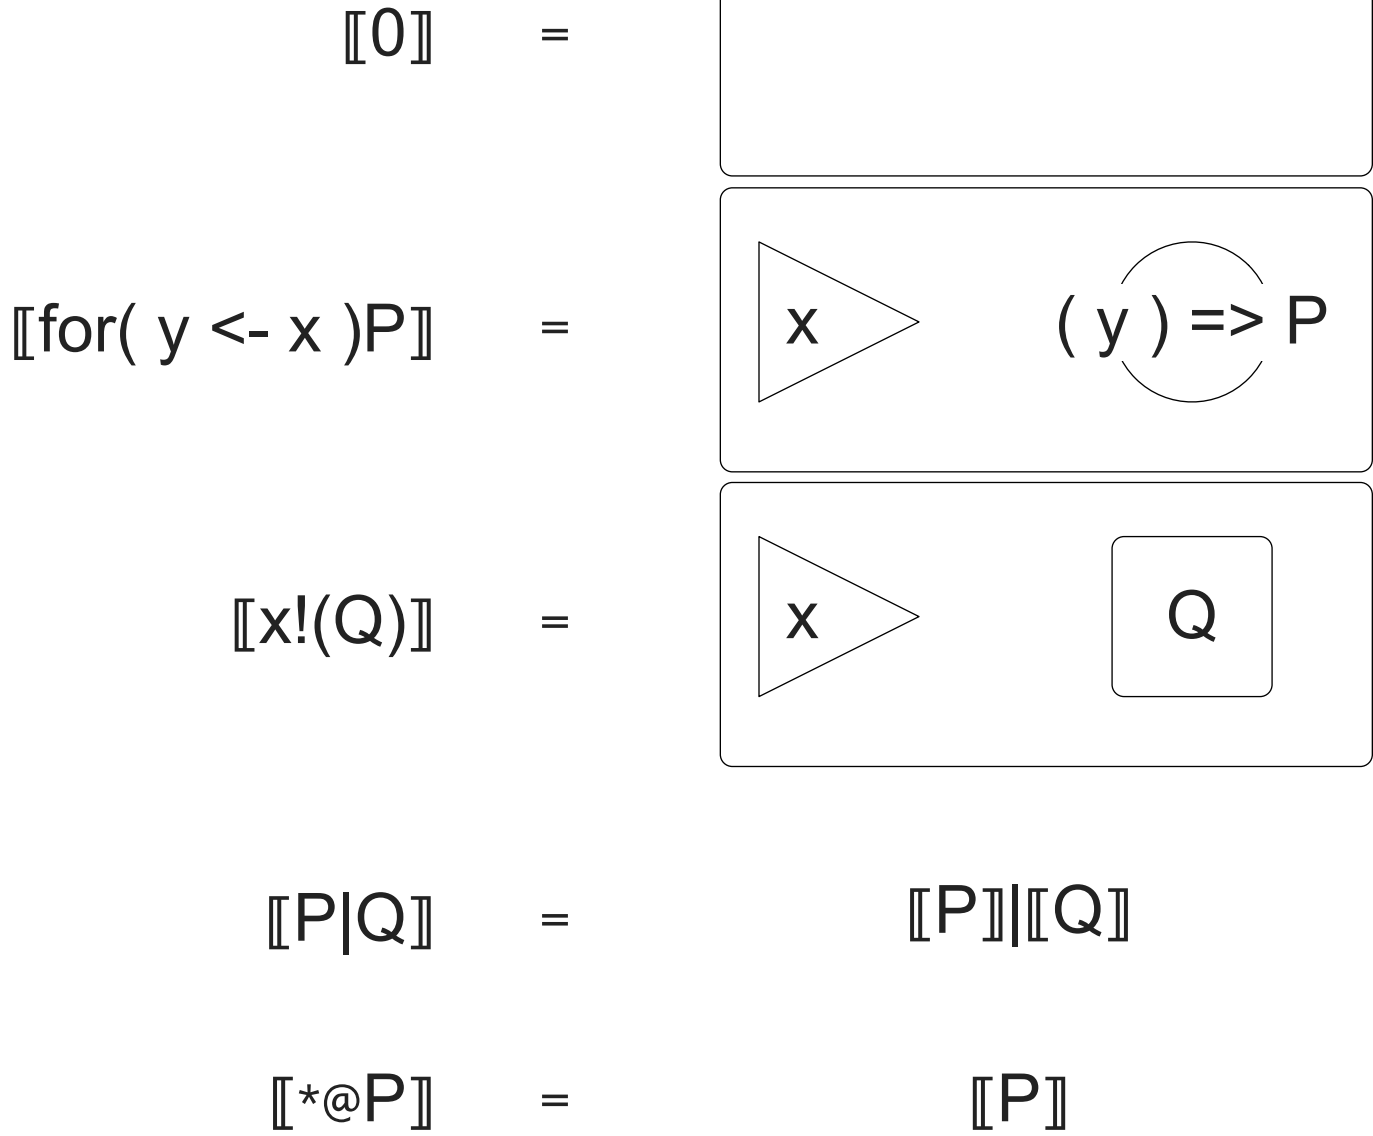 ⟦0⟧ =
⟦for( y <- x )P⟧ = x ( y ) => P
⟦x!(Q)⟧ = x Q
⟦P|Q⟧ = ⟦P⟧|⟦Q⟧
⟦*@P⟧ = ⟦P⟧